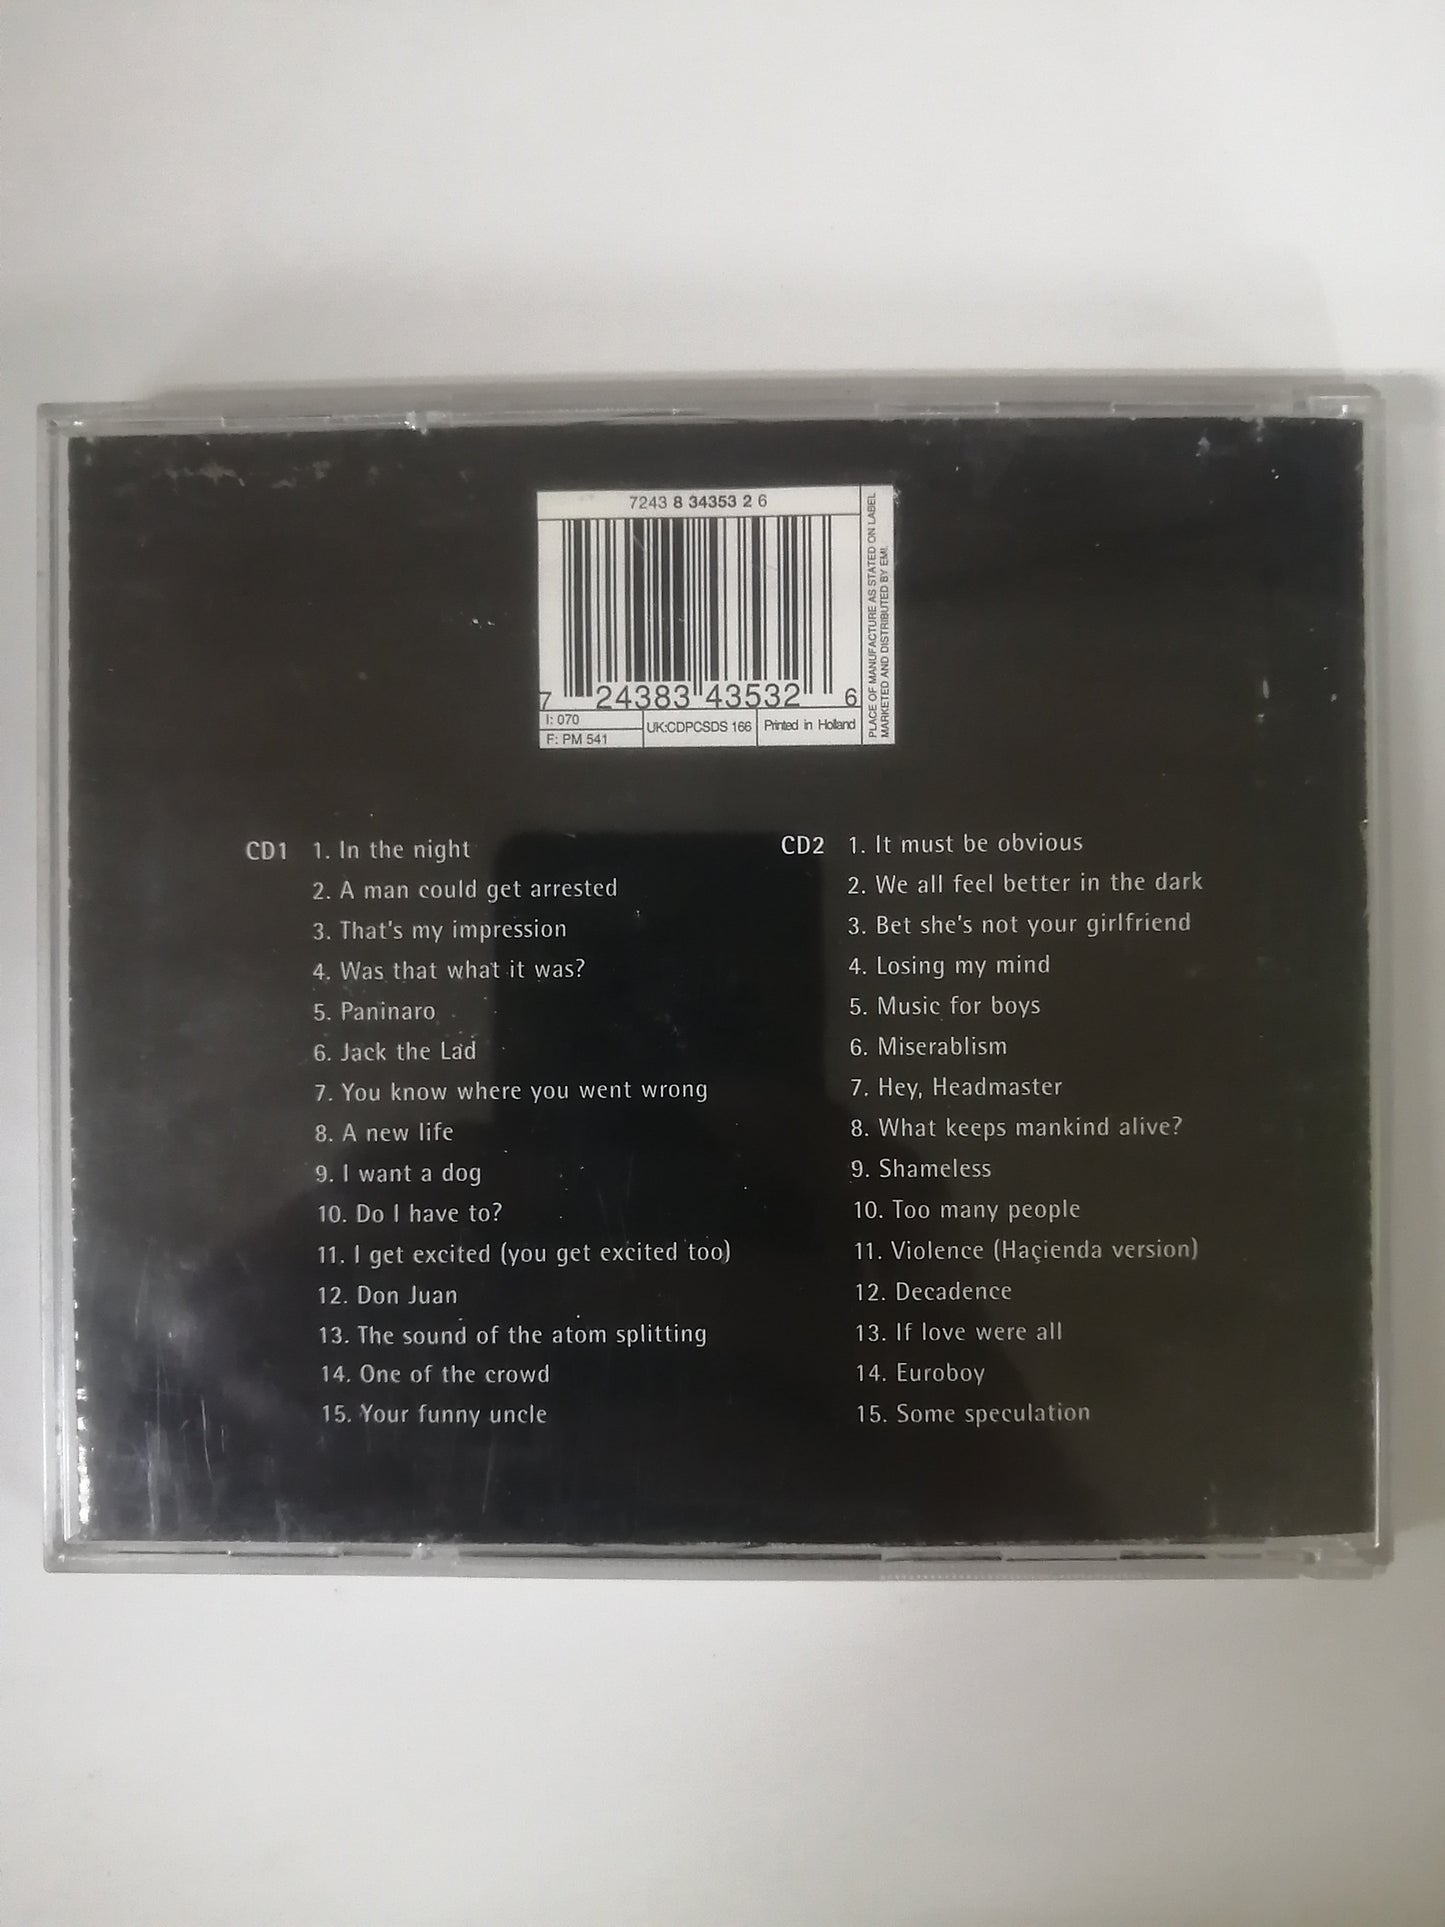 7243 8 34353 2 6
7 24383 43532 6
I: 070
F: PM 541
UK:CDPCSDS 166
Printed in Holland
PLACE OF MANUFACTURE AS STATED ON LABEL
MARKETED AND DISTRIBUTED BY EMI.
CD1 1. In the night
2. A man could get arrested
3. That's my impression
4. Was that what it was?
5. Paninaro
6. Jack the Lad
7. You know where you went wrong
8. A new life
9. I want a dog
10. Do I have to?
11. I get excited (you get excited too)
12. Don Juan
13. The sound of the atom splitting
14. One of the crowd
15. Your funny uncle
CD2 1. It must be obvious
2. We all feel better in the dark
3. Bet she's not your girlfriend
4. Losing my mind
5. Music for boys
6. Miserablism
7. Hey, Headmaster
8. What keeps mankind alive?
9. Shameless
10. Too many people
11. Violence (Haçienda version)
12. Decadence
13. If love were all
14. Euroboy
15. Some speculation